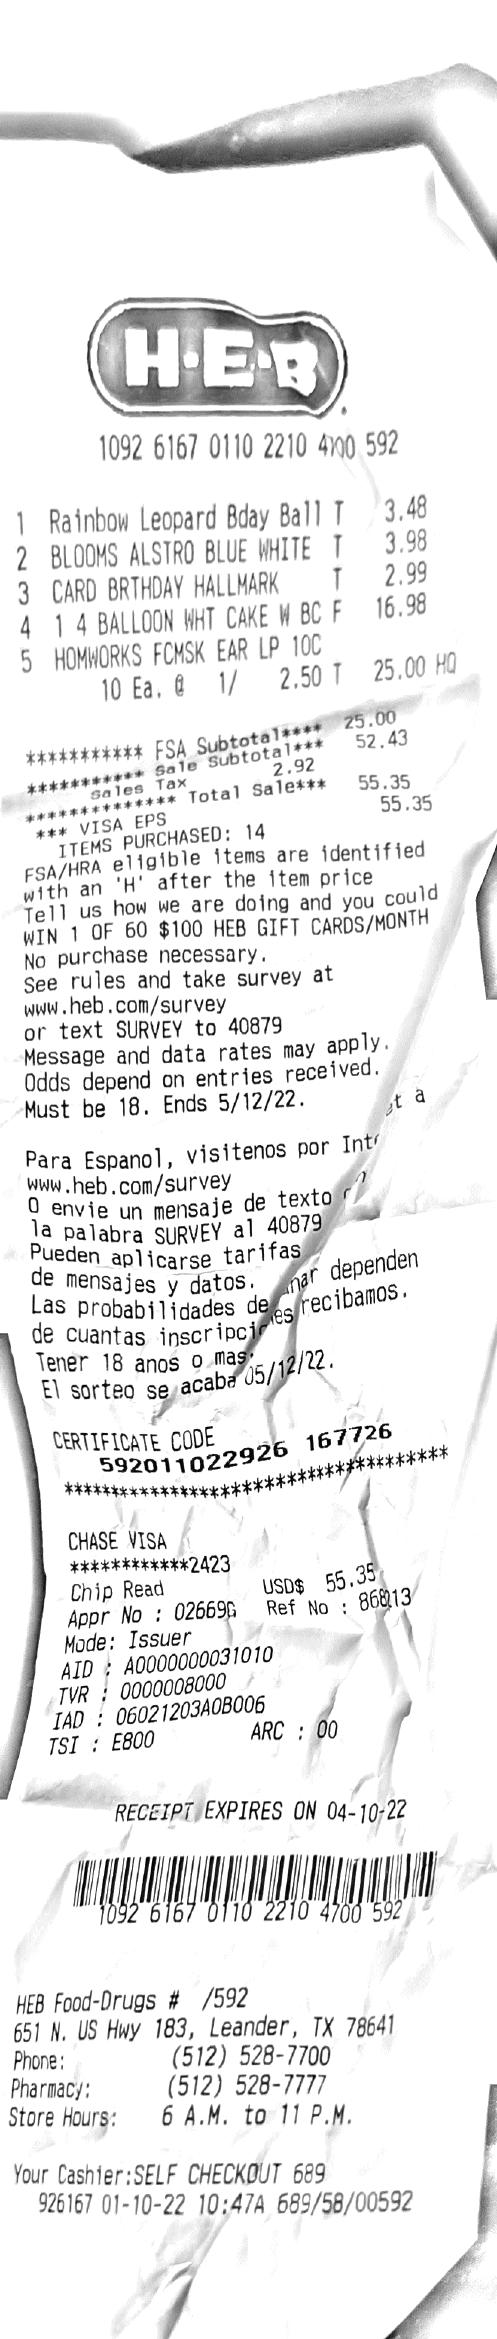 H-E-B
1092 6167 0110 2210 4700 592
1 Rainbow Leopard Bday Ball T 3.48
2 BLOOMS ALSTRO BLUE WHITE T 3.98
3 CARD BRTHDAY HALLMARK T 2.99
4 1 4 BALLOON WHT CAKE W BC F 16.98
5 HOMWORKS FCMSK EAR LP 10C
10 Ea. @ 1/ 2.50 T 25.00 HQ
*********** FSA Subtotal**** 25.00
*********** Sale Subtotal*** 52.43
Sales Tax 2.92
************** Total Sale*** 55.35
*** VISA EPS 55.35
ITEMS PURCHASED: 14
FSA/HRA eligible items are identified
with an 'H' after the item price
Tell us how we are doing and you could
WIN 1 OF 60 $100 HEB GIFT CARDS/MONTH
No purchase necessary.
See rules and take survey at
www.heb.com/survey
or text SURVEY to 40879
Message and data rates may apply.
Odds depend on entries received.
Must be 18. Ends 5/12/22.
Para Espanol, visitenos por
www.heb.com/survey
O envie un mensaje de texto
la palabra SURVEY al 40879
Pueden aplicarse tarifas
de mensajes y datos.
Las probabilidades de dependen
de cuantas inscripciones recibamos.
Tener 18 anos o mas.
El sorteo se acaba 05/12/22.
CERTIFICATE CODE
592011022926 167726
************************************
CHASE VISA
************2423
Chip Read USD$ 55.35
Appr No : 02669G Ref No :
Mode: Issuer
AID : A0000000031010
TVR : 0000008000
IAD : 06021203A0B006
TSI : E800 ARC : 00
RECEIPT EXPIRES ON 04-10-22
1092 6167 0110 2210 4700 592
HEB Food-Drugs # /592
651 N. US Hwy 183, Leander, TX 78641
Phone: (512) 528-7700
Pharmacy: (512) 528-7777
Store Hours: 6 A.M. to 11 P.M.
Your Cashier:SELF CHECKOUT 689
926167 01-10-22 10:47A 689/58/00592